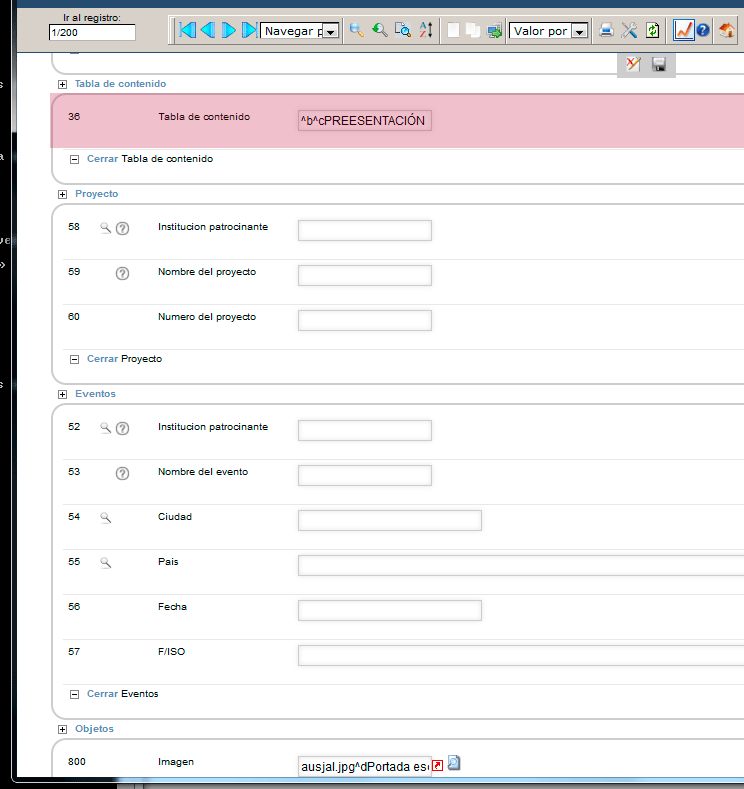 Ir al registro:
1/200
Navegar p
Valor por
Tabla de contenido
36 Tabla de contenido ^b^cPREESENTACIÓN
Cerrar Tabla de contenido
Proyecto
58 Institucion patrocinante
59 Nombre del proyecto
60 Numero del proyecto
Cerrar Proyecto
Eventos
52 Institucion patrocinante
53 Nombre del evento
54 Ciudad
55 Pais
56 Fecha
57 F/ISO
Cerrar Eventos
Objetos
800 Imagen ausjal.jpg^dPortada es